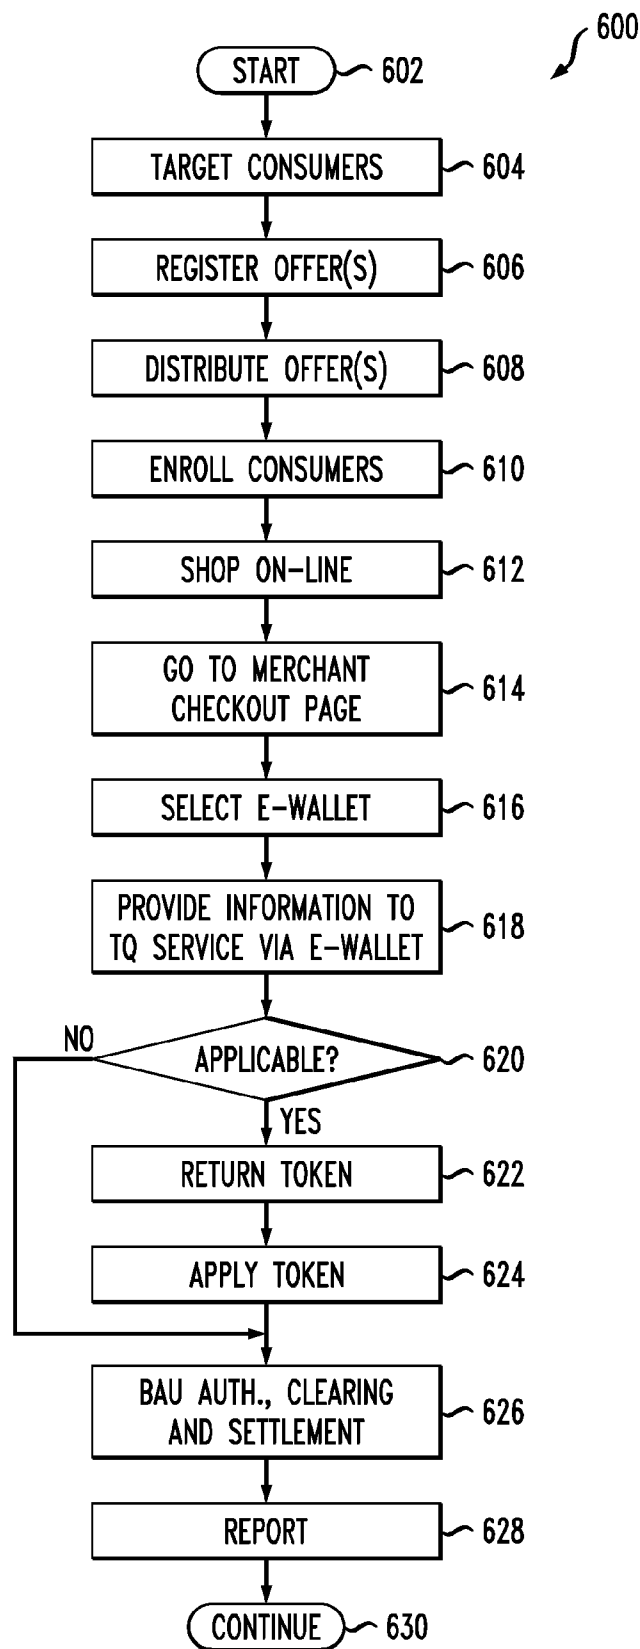 600
START 602
TARGET CONSUMERS 604
REGISTER OFFER(S) 606
DISTRIBUTE OFFER(S) 608
ENROLL CONSUMERS 610
SHOP ON-LINE 612
GO TO MERCHANT
CHECKOUT PAGE 614
SELECT E-WALLET 616
PROVIDE INFORMATION TO
TQ SERVICE VIA E-WALLET 618
NO
APPLICABLE? 620
YES
RETURN TOKEN 622
APPLY TOKEN 624
BAU AUTH., CLEARING
AND SETTLEMENT 626
REPORT 628
CONTINUE 630